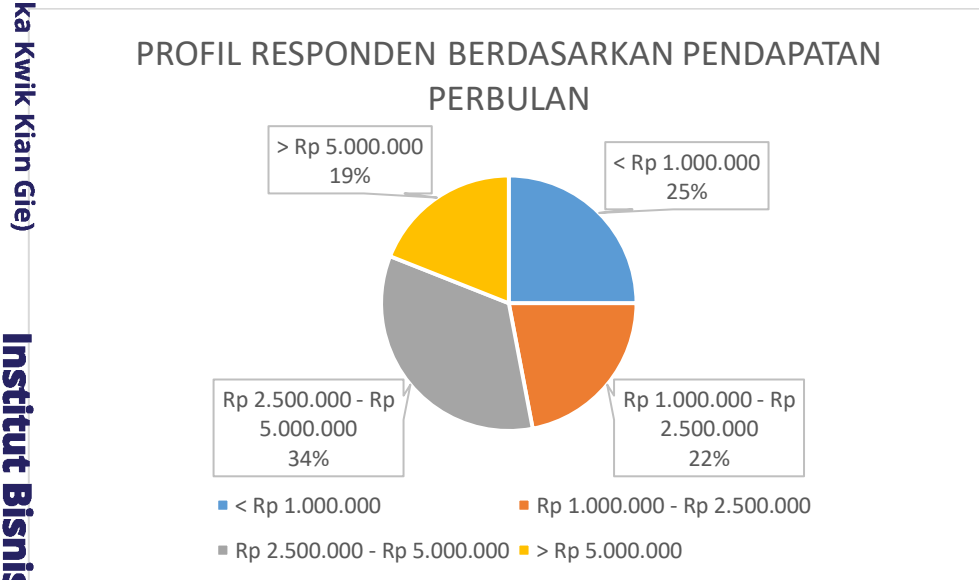 ka Kwik Kian Gie)
Institut Bisnis
PROFIL RESPONDEN BERDASARKAN PENDAPATAN
PERBULAN
> Rp 5.000.000
19%
< Rp 1.000.000
25%
Rp 2.500.000 - Rp
5.000.000
34%
Rp 1.000.000 - Rp
2.500.000
22%
< Rp 1.000.000
Rp 1.000.000 - Rp 2.500.000
Rp 2.500.000 - Rp 5.000.000
> Rp 5.000.000